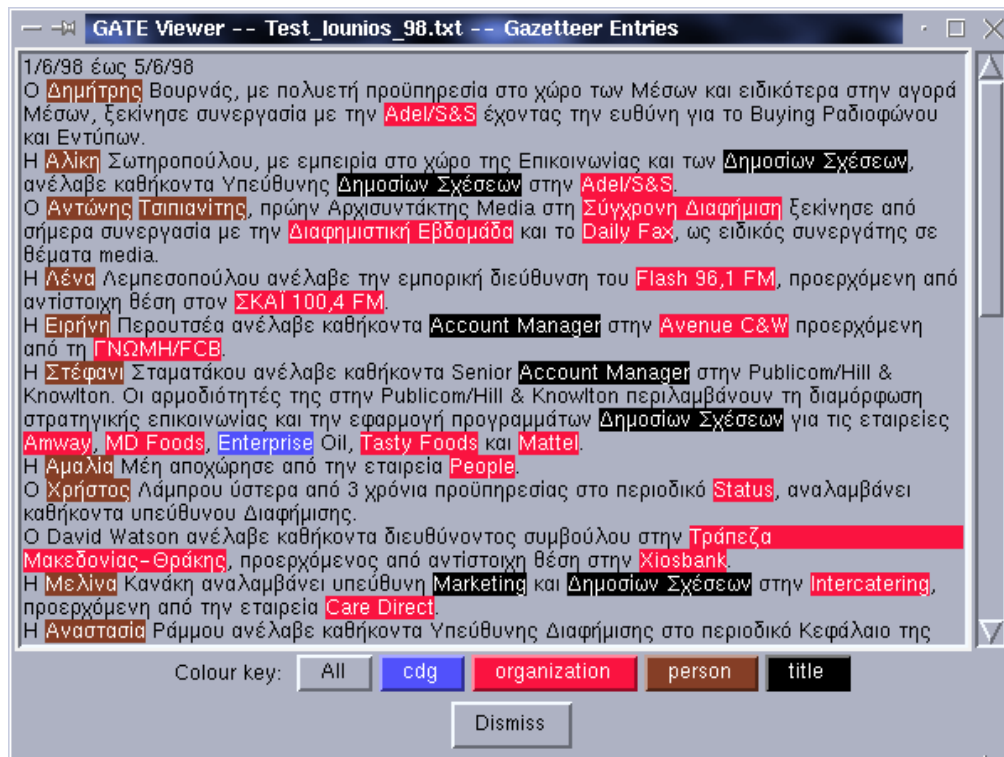 GATE Viewer -- Test_Iounios_98.txt -- Gazetteer Entries
1/6/98 έως 5/6/98
Ο Δημήτρης Βουρνάς, με πολυετή προϋπηρεσία στο χώρο των Μέσων και ειδικότερα στην αγορά
Μέσων, ξεκίνησε συνεργασία με την Adel/S&S έχοντας την ευθύνη για το Buying Ραδιοφώνου
και Εντύπων.
Η Αλίκη Σωτηροπούλου, με εμπειρία στο χώρο της Επικοινωνίας και των Δημοσίων Σχέσεων,
ανέλαβε καθήκοντα Υπεύθυνης Δημοσίων Σχέσεων στην Adel/S&S.
Ο Αντώνης Τσιπιανίτης, πρώην Αρχισυντάκτης Media στη Σύγχρονη Διαφήμιση ξεκίνησε από
σήμερα συνεργασία με την Διαφημιστική Εβδομάδα και το Daily Fax, ως ειδικός συνεργάτης σε
θέματα media.
Η Λένα Λεμπεσοπούλου ανέλαβε την εμπορική διεύθυνση του Flash 96,1 FM, προερχόμενη από
αντίστοιχη θέση στον ΣΚΑΪ 100,4 FM.
Η Ειρήνη Περουτσέα ανέλαβε καθήκοντα Account Manager στην Avenue C&W προερχόμενη
από τη ΓΝΩΜΗ/FCB.
Η Στέφανι Σταματάκου ανέλαβε καθήκοντα Senior Account Manager στην Publicom/Hill &
Knowlton. Οι αρμοδιότητές της στην Publicom/Hill & Knowlton περιλαμβάνουν τη διαμόρφωση
στρατηγικής επικοινωνίας και την εφαρμογή προγραμμάτων Δημοσίων Σχέσεων για τις εταιρείες
Amway, MD Foods, Enterprise Oil, Tasty Foods και Mattel.
Η Αμαλία Μέη αποχώρησε από την εταιρεία People.
Ο Χρήστος Λάμπρου ύστερα από 3 χρόνια προϋπηρεσίας στο περιοδικό Status, αναλαμβάνει
καθήκοντα υπεύθυνου Διαφήμισης.
Ο David Watson ανέλαβε καθήκοντα διευθύνοντος συμβούλου στην Τράπεζα
Μακεδονίας-Θράκης, προερχόμενος από αντίστοιχη θέση στην Xiosbank.
Η Μελίνα Κανάκη αναλαμβάνει υπεύθυνη Marketing και Δημοσίων Σχέσεων στην Intercatering,
προερχόμενη από την εταιρεία Care Direct.
Η Αναστασία Ράμμου ανέλαβε καθήκοντα Υπεύθυνης Διαφήμισης στο περιοδικό Κεφάλαιο της
Colour key: All cdg organization person title
Dismiss